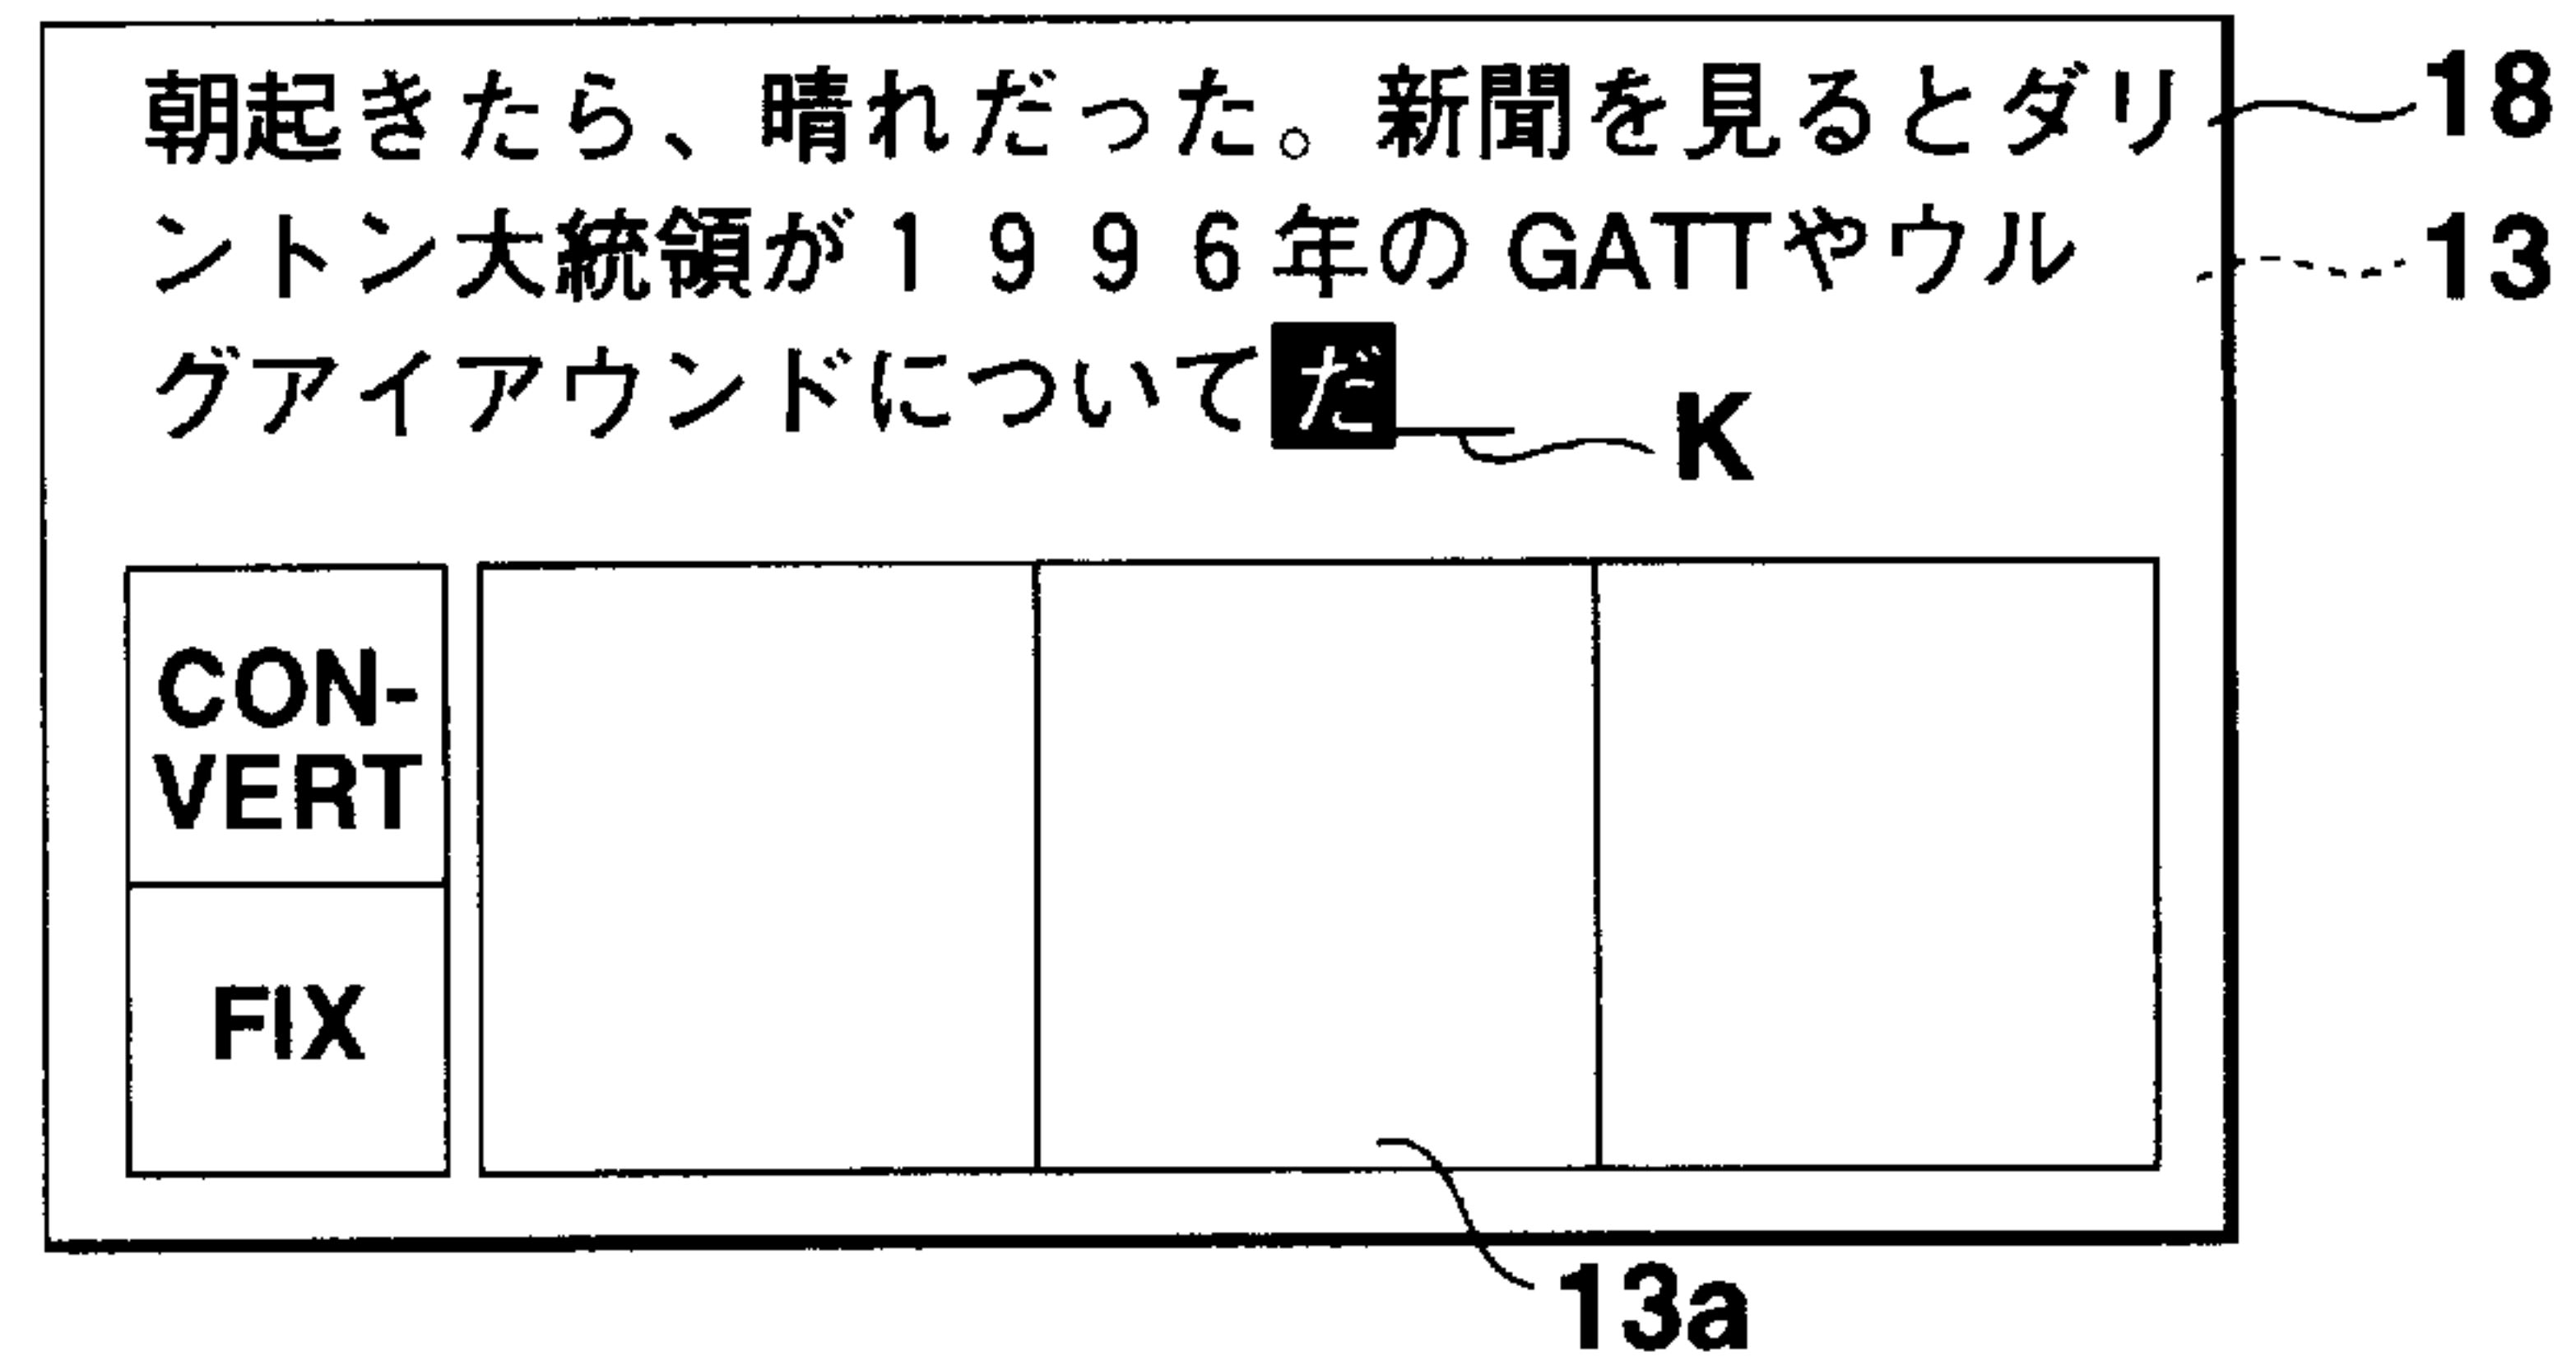 朝起きたら、晴れだった。新聞を見るとダリ
ントン大統領が１９９６年のGATTやウル
グアイアウンドについてだ
18
13
K
CON-
VERT
FIX
13a